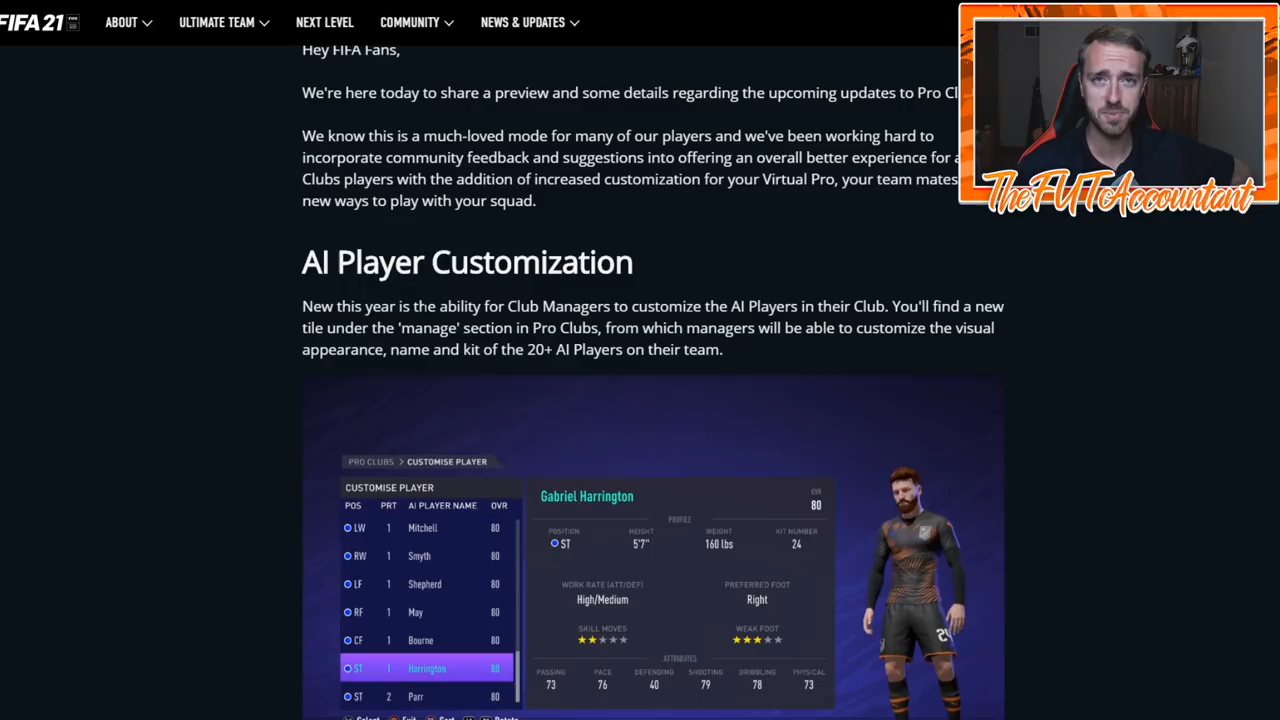 FIFA 21
ABOUT
ULTIMATE TEAM
NEXT LEVEL
COMMUNITY
NEWS & UPDATES
Hey FIFA Fans,
We're here today to share a preview and some details regarding the upcoming updates to Pro
We know this is a much-loved mode for many of our players and we've been working hard to
incorporate community feedback and suggestions into offering an overall better experience for
Clubs players with the addition of increased customization for your Virtual Pro, your team mates
new ways to play with your squad.
TheFUTAccountant
AI Player Customization
New this year is the ability for Club Managers to customize the AI Players in their Club. You'll find a new
tile under the 'manage' section in Pro Clubs, from which managers will be able to customize the visual
appearance, name and kit of the 20+ AI Players on their team.
PRO CLUBS > CUSTOMISE PLAYER
CUSTOMISE PLAYER
POS PRT AI PLAYER NAME OVR
LW 1 Mitchell 80
RW 1 Smyth 80
LF 1 Shepherd 80
RF 1 May 80
CF 1 Bourne 80
ST 1 Harrington 80
ST 2 Parr 80
Gabriel Harrington
OVR
80
PROFILE
POSITION HEIGHT WEIGHT KIT NUMBER
ST 5'7" 160 lbs 24
WORK RATE (ATT/DEF) PREFERRED FOOT
High/Medium Right
SKILL MOVES WEAK FOOT
ATTRIBUTES
PASSING PACE DEFENDING SHOOTING DRIBBLING PHYSICAL
73 76 40 79 78 73
24